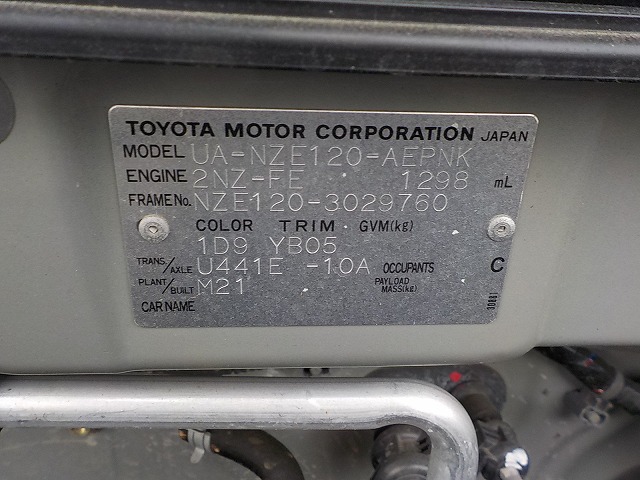 TOYOTA MOTOR CORPORATION JAPAN
MODEL UA-NZE120-AEPNK
ENGINE 2NZ-FE 1298 mL
FRAME No. NZE120-3029760
COLOR TRIM GVM(kg)
1D9 YB05
TRANS./AXLE U441E -10A OCCUPANTS C
PLANT/BUILT M21 PAYLOAD MASS(kg)
CAR NAME